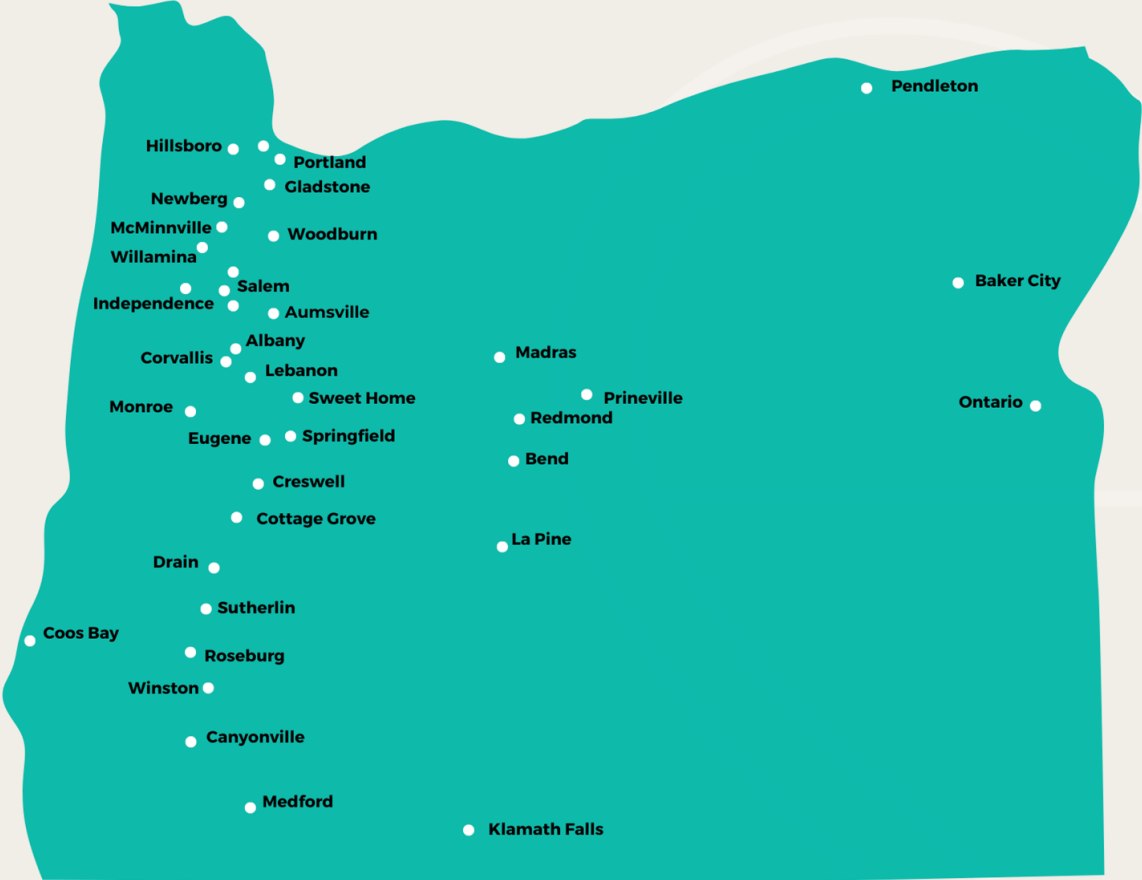 Pendleton
Hillsboro
Portland
Gladstone
Newberg
McMinnville
Woodburn
Willamina
Baker City
Salem
Independence
Aumsville
Albany
Madras
Corvallis
Lebanon
Sweet Home
Prineville
Ontario
Monroe
Redmond
Eugene
Springfield
Bend
Creswell
Cottage Grove
La Pine
Drain
Sutherlin
Coos Bay
Roseburg
Winston
Canyonville
Medford
Klamath Falls